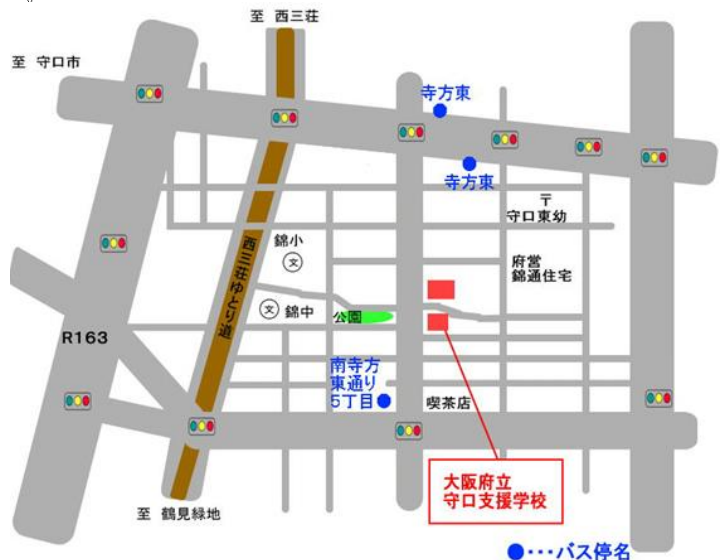 至 西三荘
至 守口市
寺方東
寺方東
〒
守口東幼
錦小
文
府営
錦通住宅
西三荘ゆとり道
文
錦中
公園
R163
南寺方
東通り
5丁目
喫茶店
大阪府立
守口支援学校
至 鶴見緑地
●・・・バス停名